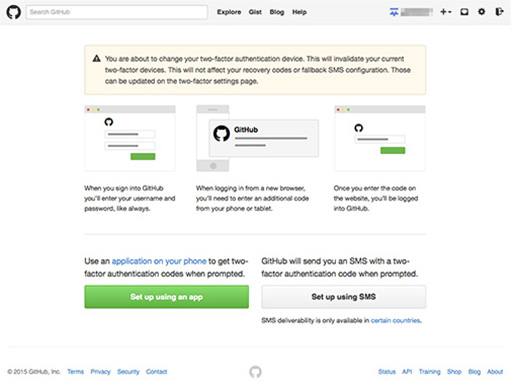 Search GitHub
Explore Gist Blog Help
You are about to change your two-factor authentication device. This will invalidate your current
two-factor devices. This will not affect your recovery codes or fallback SMS configuration. Those
can be updated on the two-factor settings page.
GitHub
When you sign into GitHub
you'll enter your username and
password, like always.
When logging in from a new browser,
you'll need to enter an additional code
from your phone or tablet.
Once you enter the code on
the website, you'll be logged
into GitHub.
Use an application on your phone to get two-
factor authentication codes when prompted.
Set up using an app
GitHub will send you an SMS with a two-
factor authentication code when prompted.
Set up using SMS
SMS deliverability is only available in certain countries.
© 2015 GitHub, Inc. Terms Privacy Security Contact
Status API Training Shop Blog About